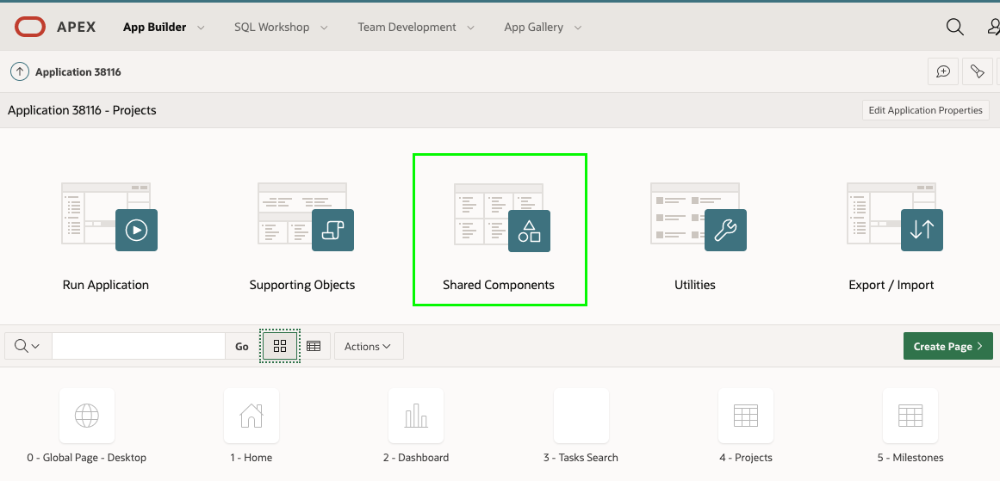 APEX App Builder SQL Workshop Team Development App Gallery
Application 38116
Application 38116 - Projects Edit Application Properties
Run Application Supporting Objects Shared Components Utilities Export / Import
Go Actions Create Page
0 - Global Page - Desktop 1 - Home 2 - Dashboard 3 - Tasks Search 4 - Projects 5 - Milestones